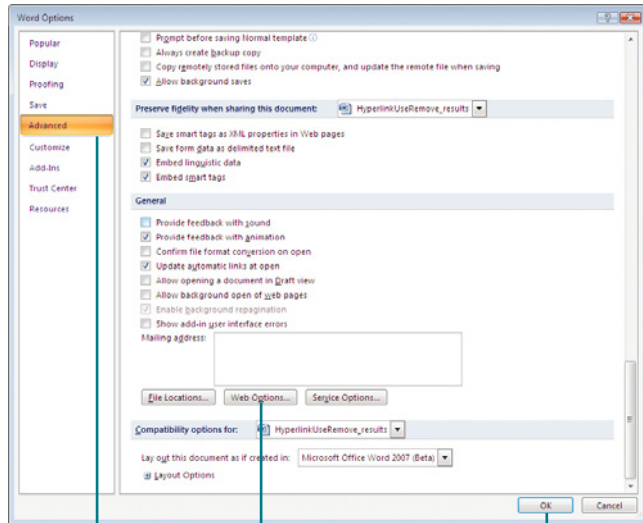 Word Options
Popular
Display
Proofing
Save
Advanced
Customize
Add-Ins
Trust Center
Resources
Prompt before saving Normal template
Always create backup copy
Copy remotely stored files onto your computer, and update the remote file when saving
Allow background saves
Preserve fidelity when sharing this document: HyperlinkUseRemove_results
Save smart tags as XML properties in Web pages
Save form data as delimited text file
Embed linguistic data
Embed smart tags
General
Provide feedback with sound
Provide feedback with animation
Confirm file format conversion on open
Update automatic links at open
Allow opening a document in Draft view
Allow background open of web pages
Enable background repagination
Show add-in user interface errors
Mailing address:
File Locations... Web Options... Service Options...
Compatibility options for: HyperlinkUseRemove_results
Lay out this document as if created in: Microsoft Office Word 2007 (Beta)
Layout Options
OK Cancel